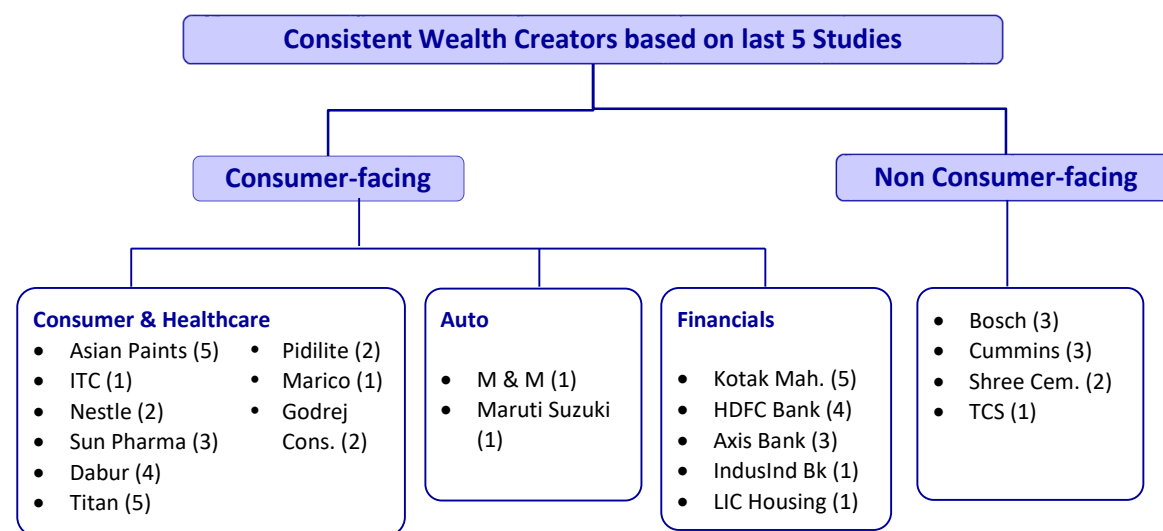 Consistent Wealth Creators based on last 5 Studies
Consumer-facing
Non Consumer-facing
Consumer & Healthcare
• Asian Paints (5)
• ITC (1)
• Nestle (2)
• Sun Pharma (3)
• Dabur (4)
• Titan (5)
• Pidilite (2)
• Marico (1)
• Godrej
Cons. (2)
Auto
• M & M (1)
• Maruti Suzuki
(1)
Financials
• Kotak Mah. (5)
• HDFC Bank (4)
• Axis Bank (3)
• IndusInd Bk (1)
• LIC Housing (1)
• Bosch (3)
• Cummins (3)
• Shree Cem. (2)
• TCS (1)